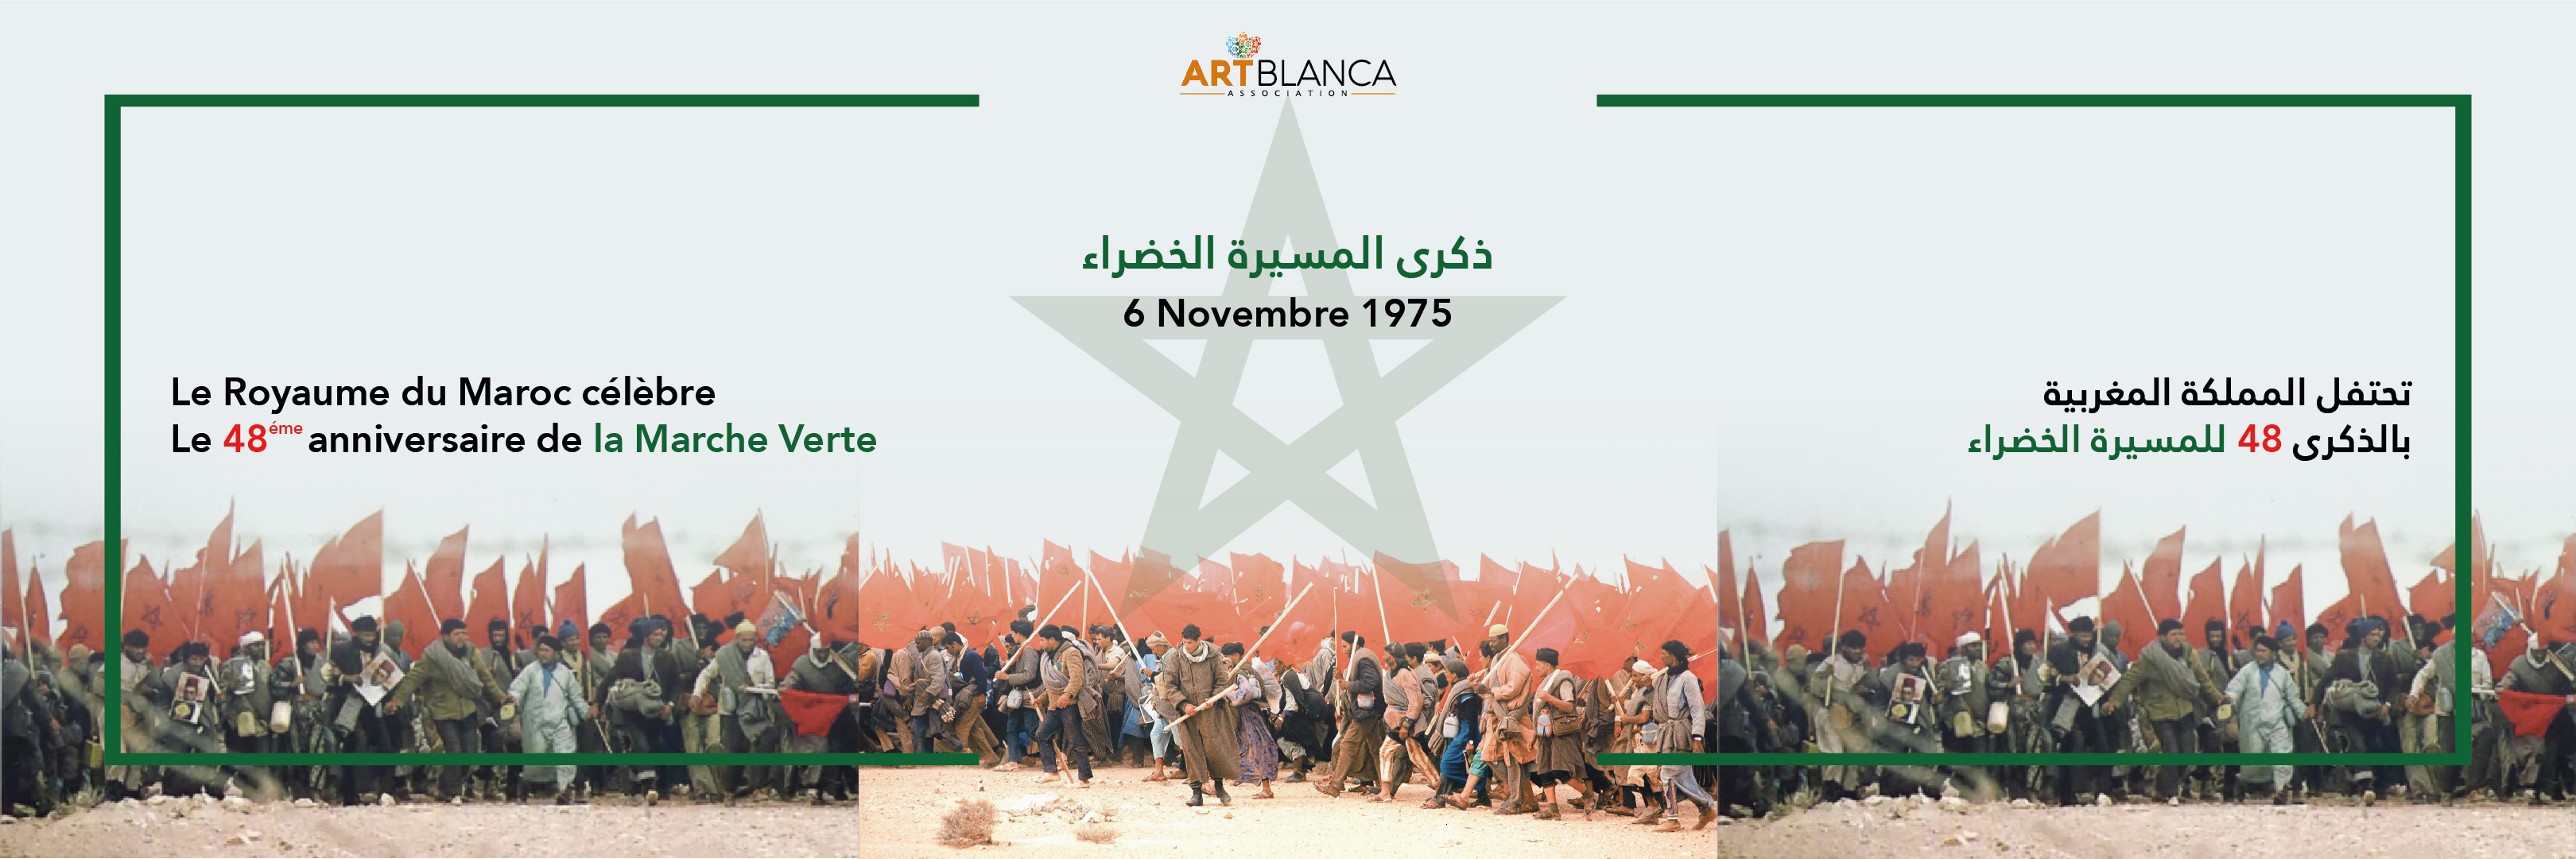 ARTBLANCA
ASSOCIATION
ذكرى المسيرة الخضراء
6 Novembre 1975
Le Royaume du Maroc célèbre
Le 48éme anniversaire de la Marche Verte
تحتفل المملكة المغربية
بالذكرى 48 للمسيرة الخضراء